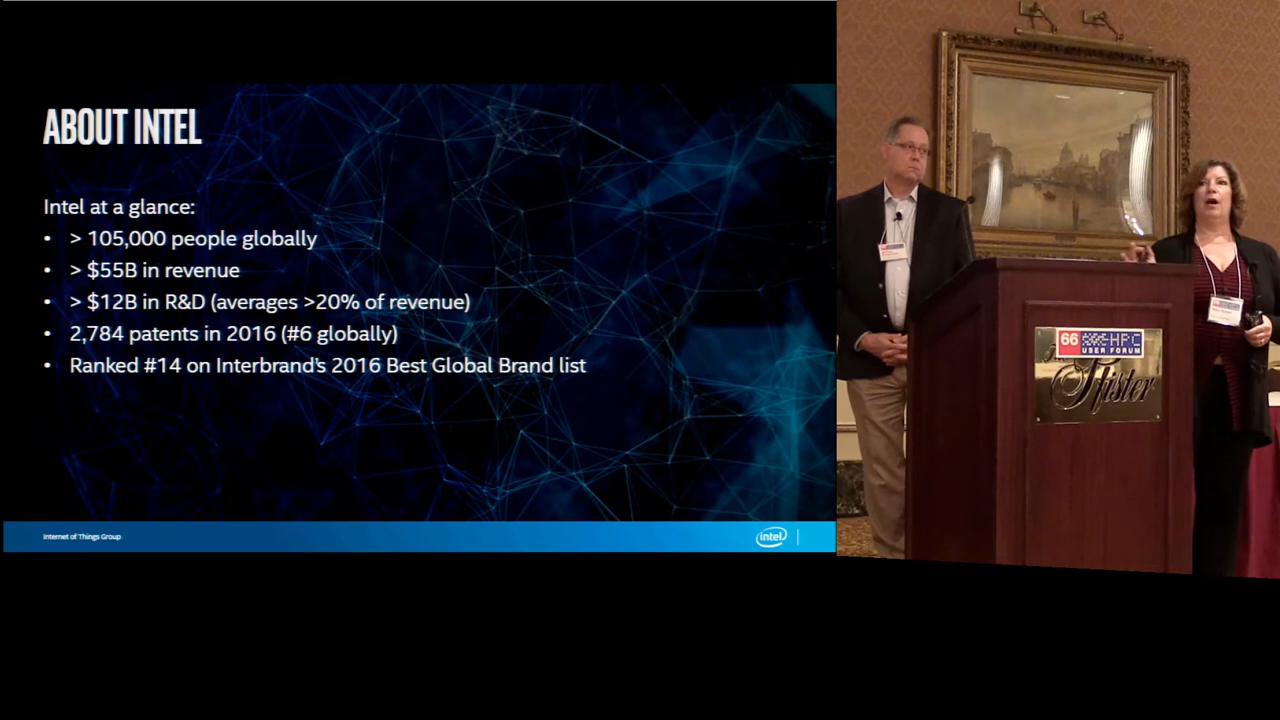 ABOUT INTEL
Intel at a glance:
• > 105,000 people globally
• > $55B in revenue
• > $12B in R&D (averages >20% of revenue)
• 2,784 patents in 2016 (#6 globally)
• Ranked #14 on Interbrand's 2016 Best Global Brand list
Internet of Things Group
intel
66 HPC
USER FORUM
Pfister